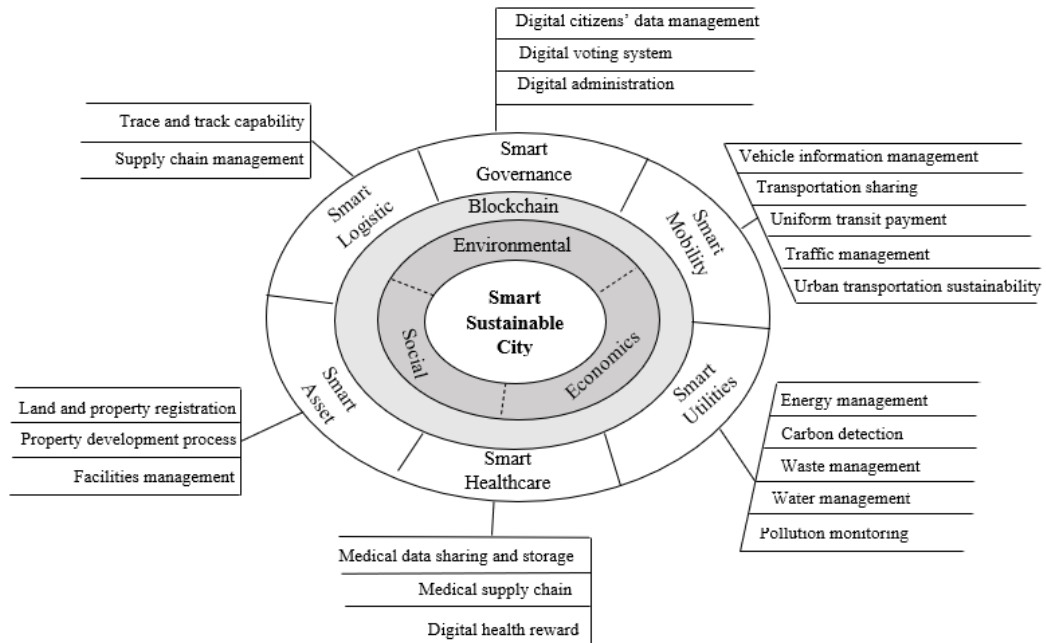 Digital citizens' data management
Digital voting system
Digital administration
Trace and track capability
Supply chain management
Smart
Governance
Smart
Logistic
Blockchain
Environmental
Smart
Mobility
Vehicle information management
Transportation sharing
Uniform transit payment
Traffic management
Urban transportation sustainability
Smart
Sustainable
City
Social
Economics
Smart
Asset
Smart
Utilities
Land and property registration
Property development process
Facilities management
Energy management
Carbon detection
Waste management
Water management
Pollution monitoring
Smart
Healthcare
Medical data sharing and storage
Medical supply chain
Digital health reward